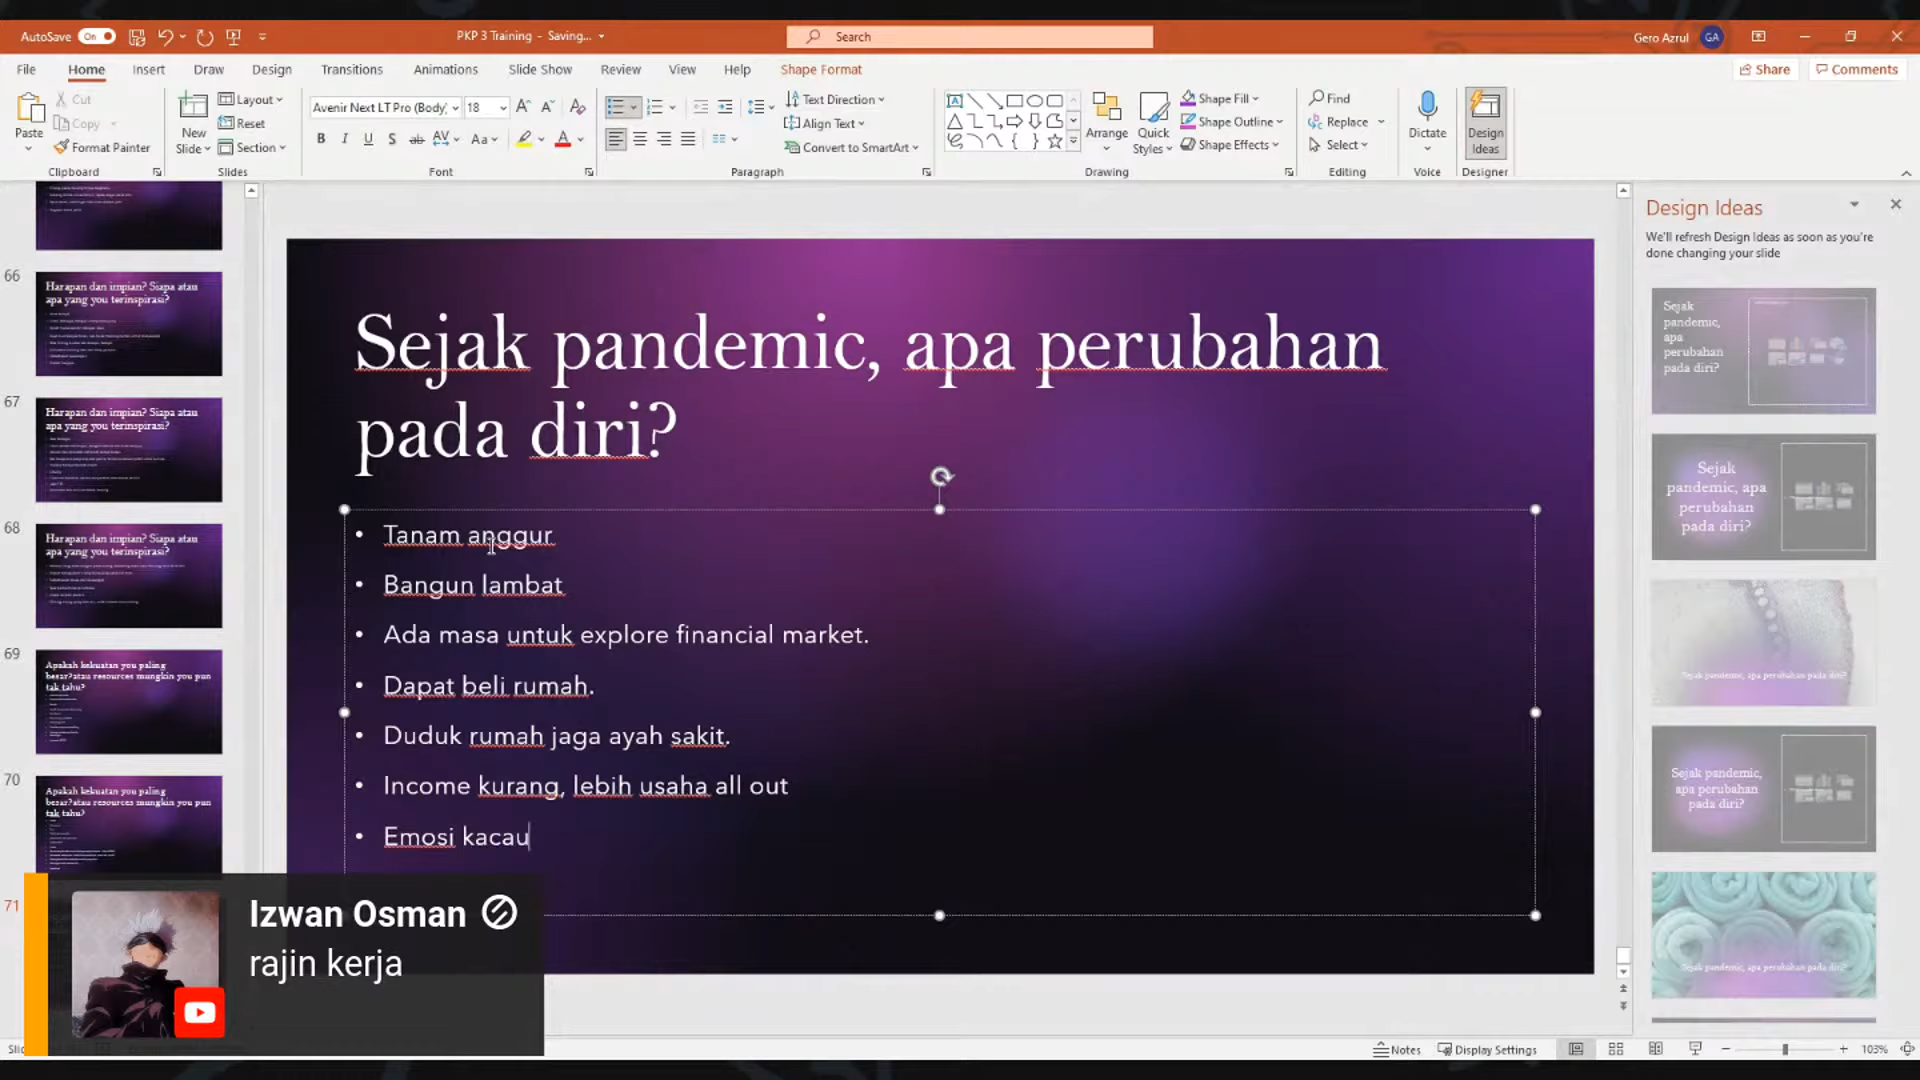 AutoSave On
PKP 3 Training - Saving...
Search
Gero Azrul GA
File Home Insert Draw Design Transitions Animations Slide Show Review View Help Shape Format
Share Comments
Paste
Cut
Copy
Format Painter
Clipboard
New Slide
Layout
Reset
Section
Slides
Avenir Next LT Pro (Body) 18
Font
Text Direction
Align Text
Convert to SmartArt
Paragraph
Arrange
Quick Styles
Shape Fill
Shape Outline
Shape Effects
Drawing
Find
Replace
Select
Editing
Dictate
Voice
Design Ideas
Designer
66
Harapan dan impian? Siapa atau
apa yang you terinspirasi?
67
Harapan dan impian? Siapa atau
apa yang you terinspirasi?
68
Harapan dan impian? Siapa atau
apa yang you terinspirasi?
69
Apakah kekuatan you paling
besar?atau resources mungkin you pun
tak tahu?
70
Apakah kekuatan you paling
besar?atau resources mungkin you pun
tak tahu?
71
Sejak pandemic, apa perubahan
pada diri?
• Tanam anggur
• Bangun lambat
• Ada masa untuk explore financial market.
• Dapat beli rumah.
• Duduk rumah jaga ayah sakit.
• Income kurang, lebih usaha all out
• Emosi kacau
Design Ideas
We'll refresh Design Ideas as soon as you're
done changing your slide
Sejak
pandemic,
apa
perubahan
pada diri?
Sejak
pandemic, apa
perubahan
pada diri?
Sejak pandemic, apa perubahan pada diri?
Sejak pandemic,
apa perubahan
pada diri?
Sejak pandemic, apa perubahan pada diri?
Izwan Osman
rajin kerja
Notes Display Settings 103%